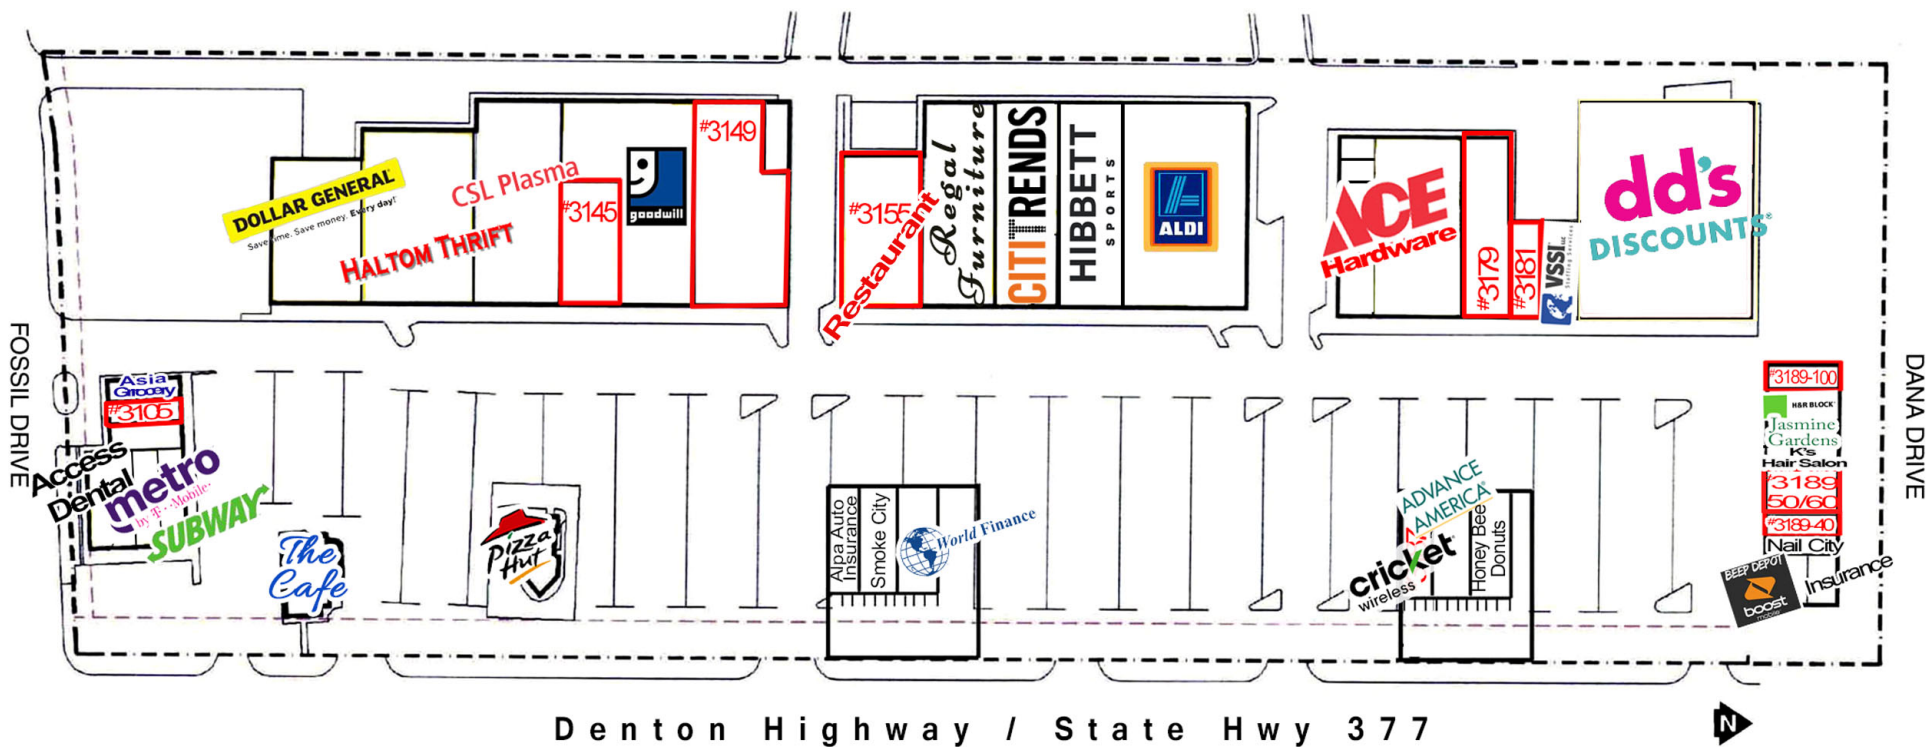 DOLLAR GENERAL
Save time. Save money. Every day!
CSL Plasma
HALTOM THRIFT
#3145
goodwill
#3149
#3155
Restaurant
Regal
Furniture
CITITRENDS
HIBBETT
SPORTS
ALDI
ACE
Hardware
#3179
#3181
VSSI
dd's
DISCOUNTS
FOSSIL DRIVE
DANA DRIVE
Asia
Grocery
#3105
Access
Dental
metro
by T-Mobile
SUBWAY
The
Cafe
Pizza
Hut
Alpa Auto
Insurance
Smoke City
World Finance
ADVANCE
AMERICA
cricket
wireless
Honey Bee
Donuts
#3189-100
H&R BLOCK
Jasmine
Gardens
K's
Hair Salon
#3189
50/60
#3189-40
Nail City
BEEP DEPOT
boost
mobile
Insurance
Denton Highway / State Hwy 377
N